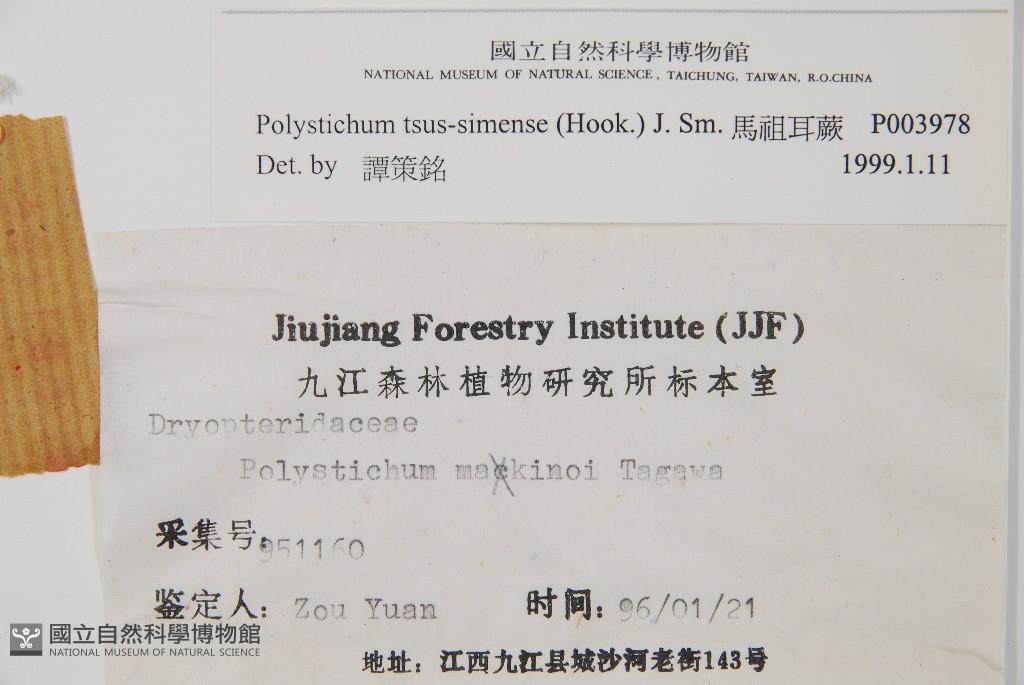 國立自然科學博物館
NATIONAL MUSEUM OF NATURAL SCIENCE, TAICHUNG, TAIWAN, R.O.CHINA
Polystichum tsus-simense (Hook.) J. Sm. 馬祖耳蕨 P003978
Det. by 譚策銘 1999.1.11
Jiujiang Forestry Institute (JJF)
九江森林植物研究所标本室
Dryopteridaceae
Polystichum mackinoi Tagawa
采集号: 951160
鉴定人: Zou Yuan 时间: 96/01/21
地址: 江西九江县城沙河老街143号
國立自然科學博物館
NATIONAL MUSEUM OF NATURAL SCIENCE